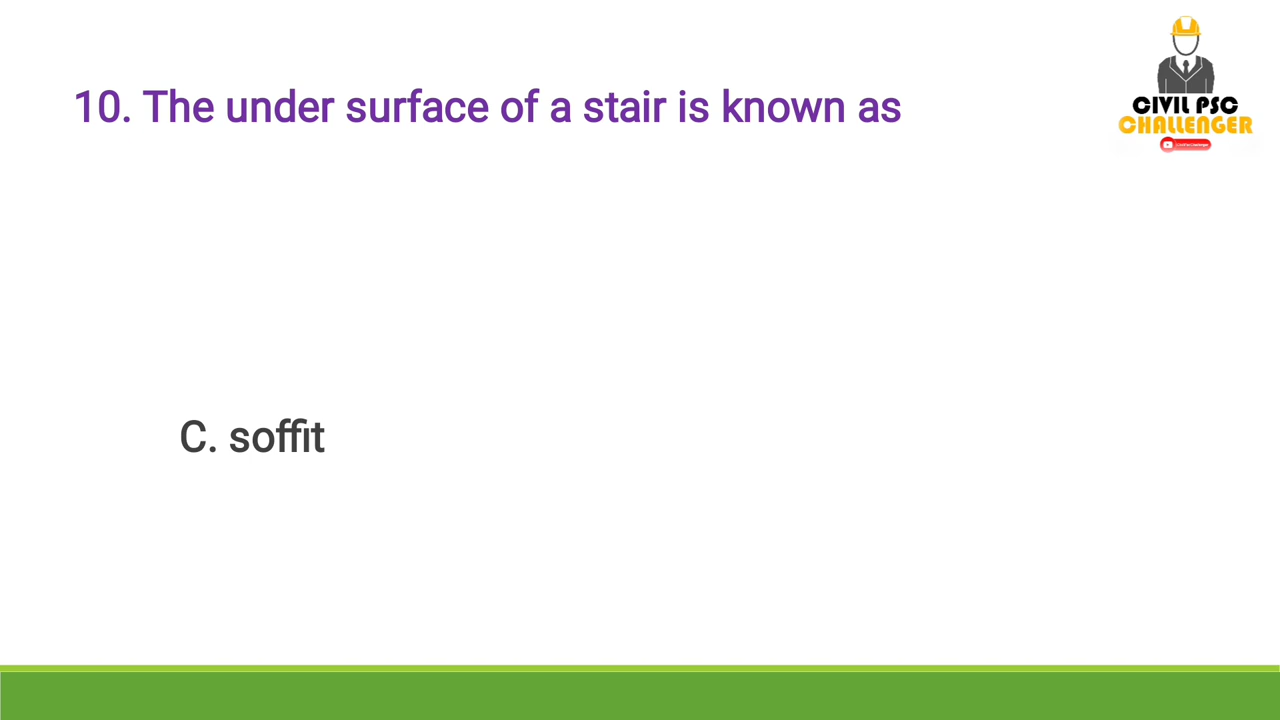 10. The under surface of a stair is known as
CIVIL PSC
CHALLENGER
C. soffit